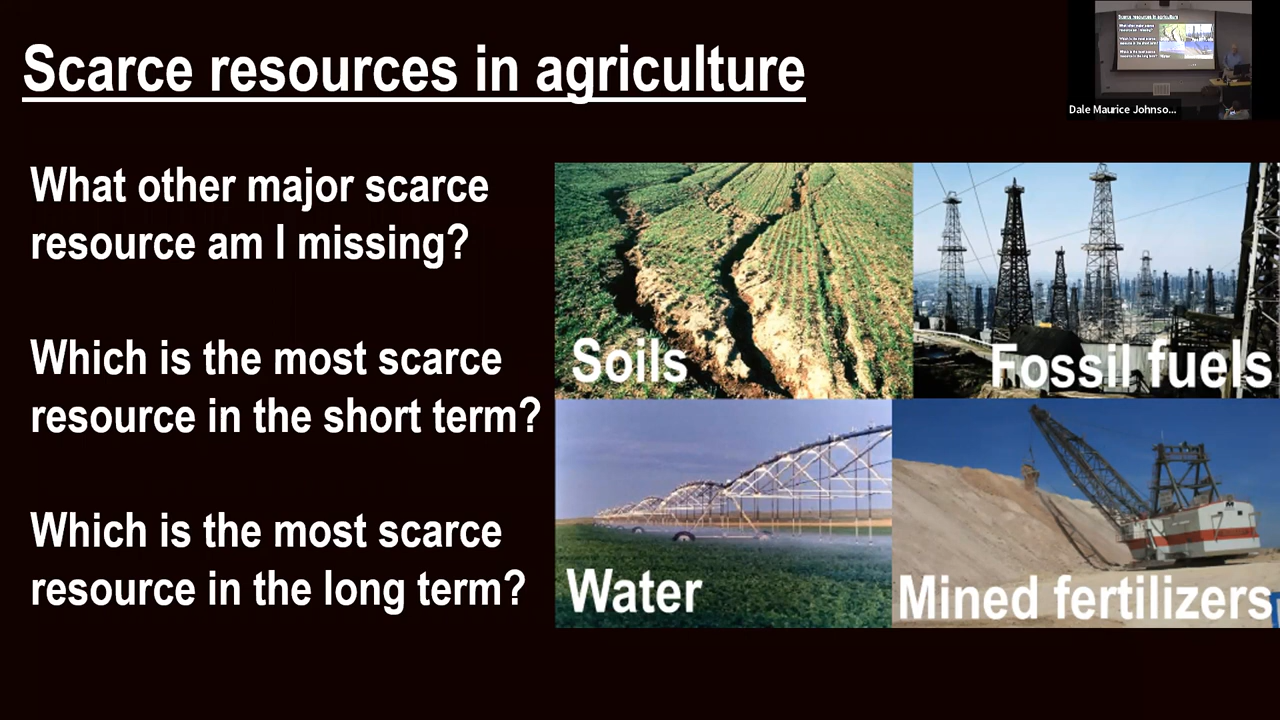 Scarce resources in agriculture
Dale Maurice Johnso...
What other major scarce
resource am I missing?
Which is the most scarce
resource in the short term?
Which is the most scarce
resource in the long term?
Soils
Fossil fuels
Water
Mined fertilizers